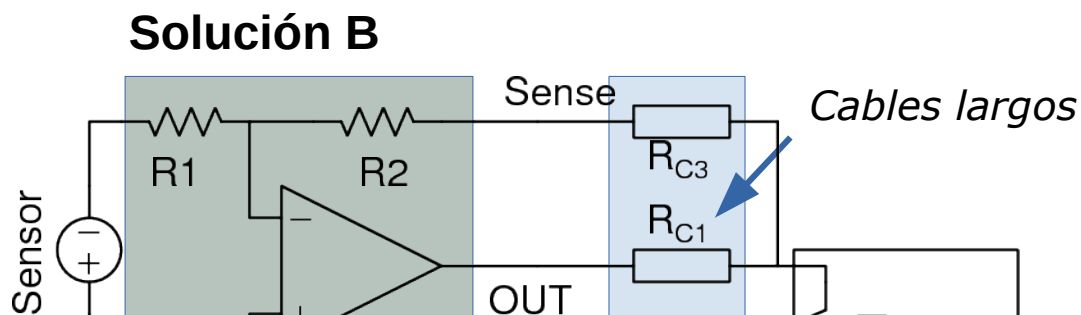 Solución B
Sense
Cables largos
R1
R2
RC3
RC1
Sensor
OUT